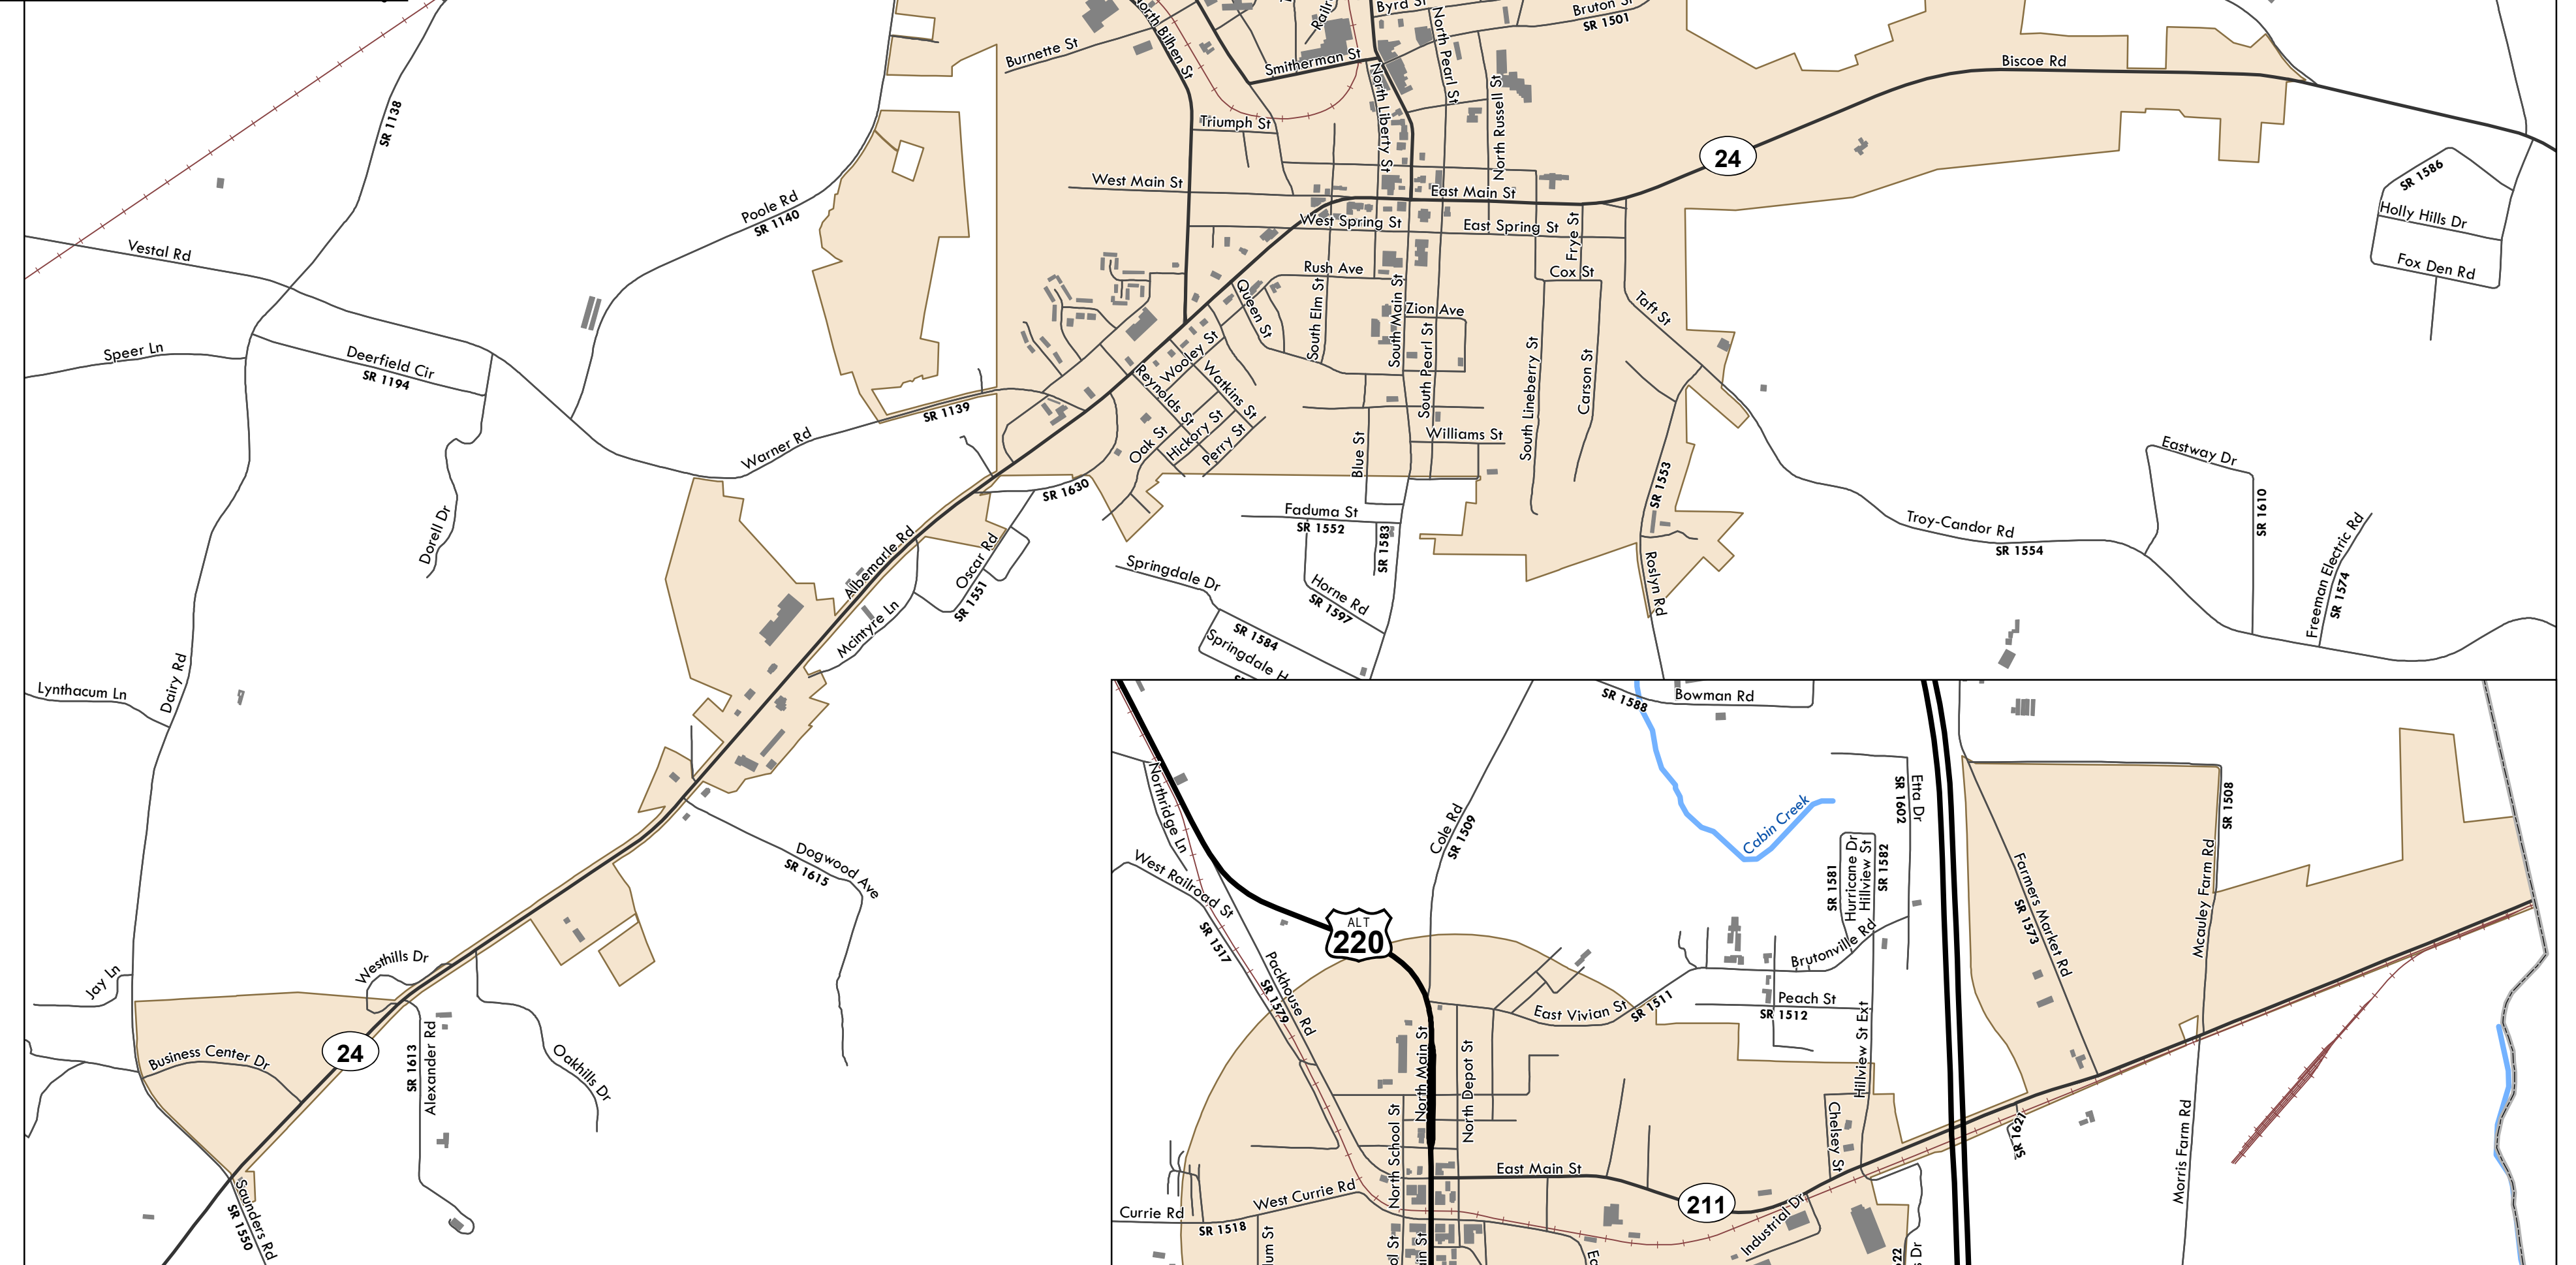 Byrd St
Bruton St
SR 1501
North Bilhen St
Burnette St
Smitherman St
North Pearl St
Biscoe Rd
SR 1138
North Liberty St
North Russell St
Triumph St
24
SR 1586
West Main St
East Main St
Poole Rd
SR 1140
Holly Hills Dr
West Spring St
East Spring St
Frye St
Vestal Rd
Fox Den Rd
Rush Ave
Cox St
Queen St
South Elm St
South Main St
Zion Ave
Taft St
Speer Ln
Deerfield Cir
SR 1194
Wooley St
Reynolds St
Watkins St
South Pearl St
South Lineberry St
Carson St
SR 1139
Warner Rd
Oak St
Hickory St
Perry St
Blue St
Williams St
Eastway Dr
SR 1630
SR 1553
SR 1610
Faduma St
SR 1552
SR 1583
Dorell Dr
Troy-Candor Rd
SR 1554
Albemarle Rd
Oscar Rd
SR 1551
Springdale Dr
Horne Rd
SR 1597
Roslyn Rd
Freeman Electric Rd
SR 1574
Mcintyre Ln
SR 1584
Springdale H
Lynthacum Ln
Dairy Rd
SR 1588
Bowman Rd
Northridge Ln
Cole Rd
SR 1509
Cabin Creek
SR 1602
Etta Dr
SR 1508
West Railroad St
SR 1517
SR 1581
Hurricane Dr
Hillview St
SR 1582
Farmers Market Rd
SR 1573
Mcauley Farm Rd
Dogwood Ave
SR 1615
ALT
220
Brutonville Rd
Packhouse Rd
SR 1579
Westhills Dr
Jay Ln
East Vivian St
SR 1511
Peach St
SR 1512
Business Center Dr
24
SR 1613
Alexander Rd
Oakhills Dr
North Main St
North Depot St
Hillview St Ext
North School St
Chelsey St
SR 1621
Morris Farm Rd
East Main St
West Currie Rd
211
Currie Rd
SR 1518
Industrial Dr
Saunders Rd
SR 1550